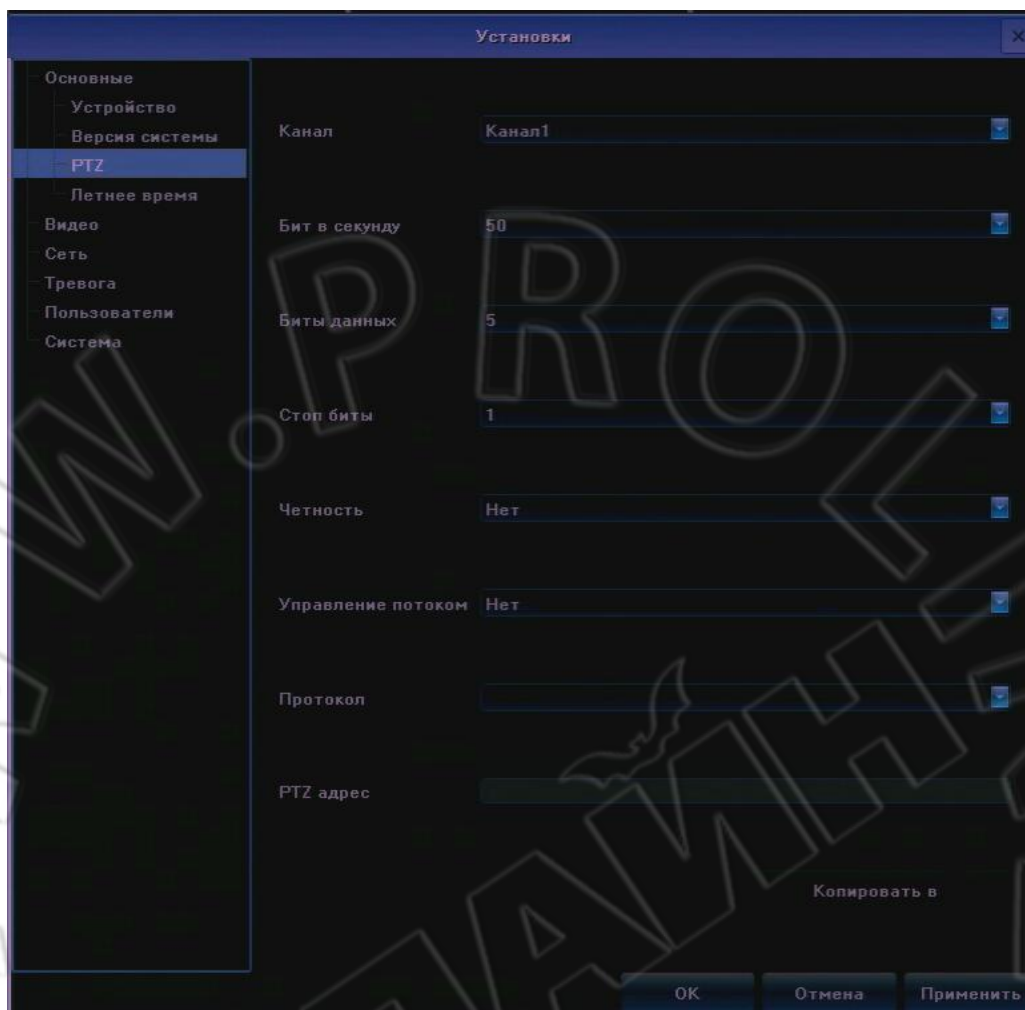 Установки
Основные
Устройство
Версия системы
PTZ
Летнее время
Видео
Сеть
Тревога
Пользователи
Система
Канал Канал1
Бит в секунду 50
Биты данных 5
Стоп биты 1
Четность Нет
Управление потоком Нет
Протокол
PTZ адрес
Копировать в
OK Отмена Применить